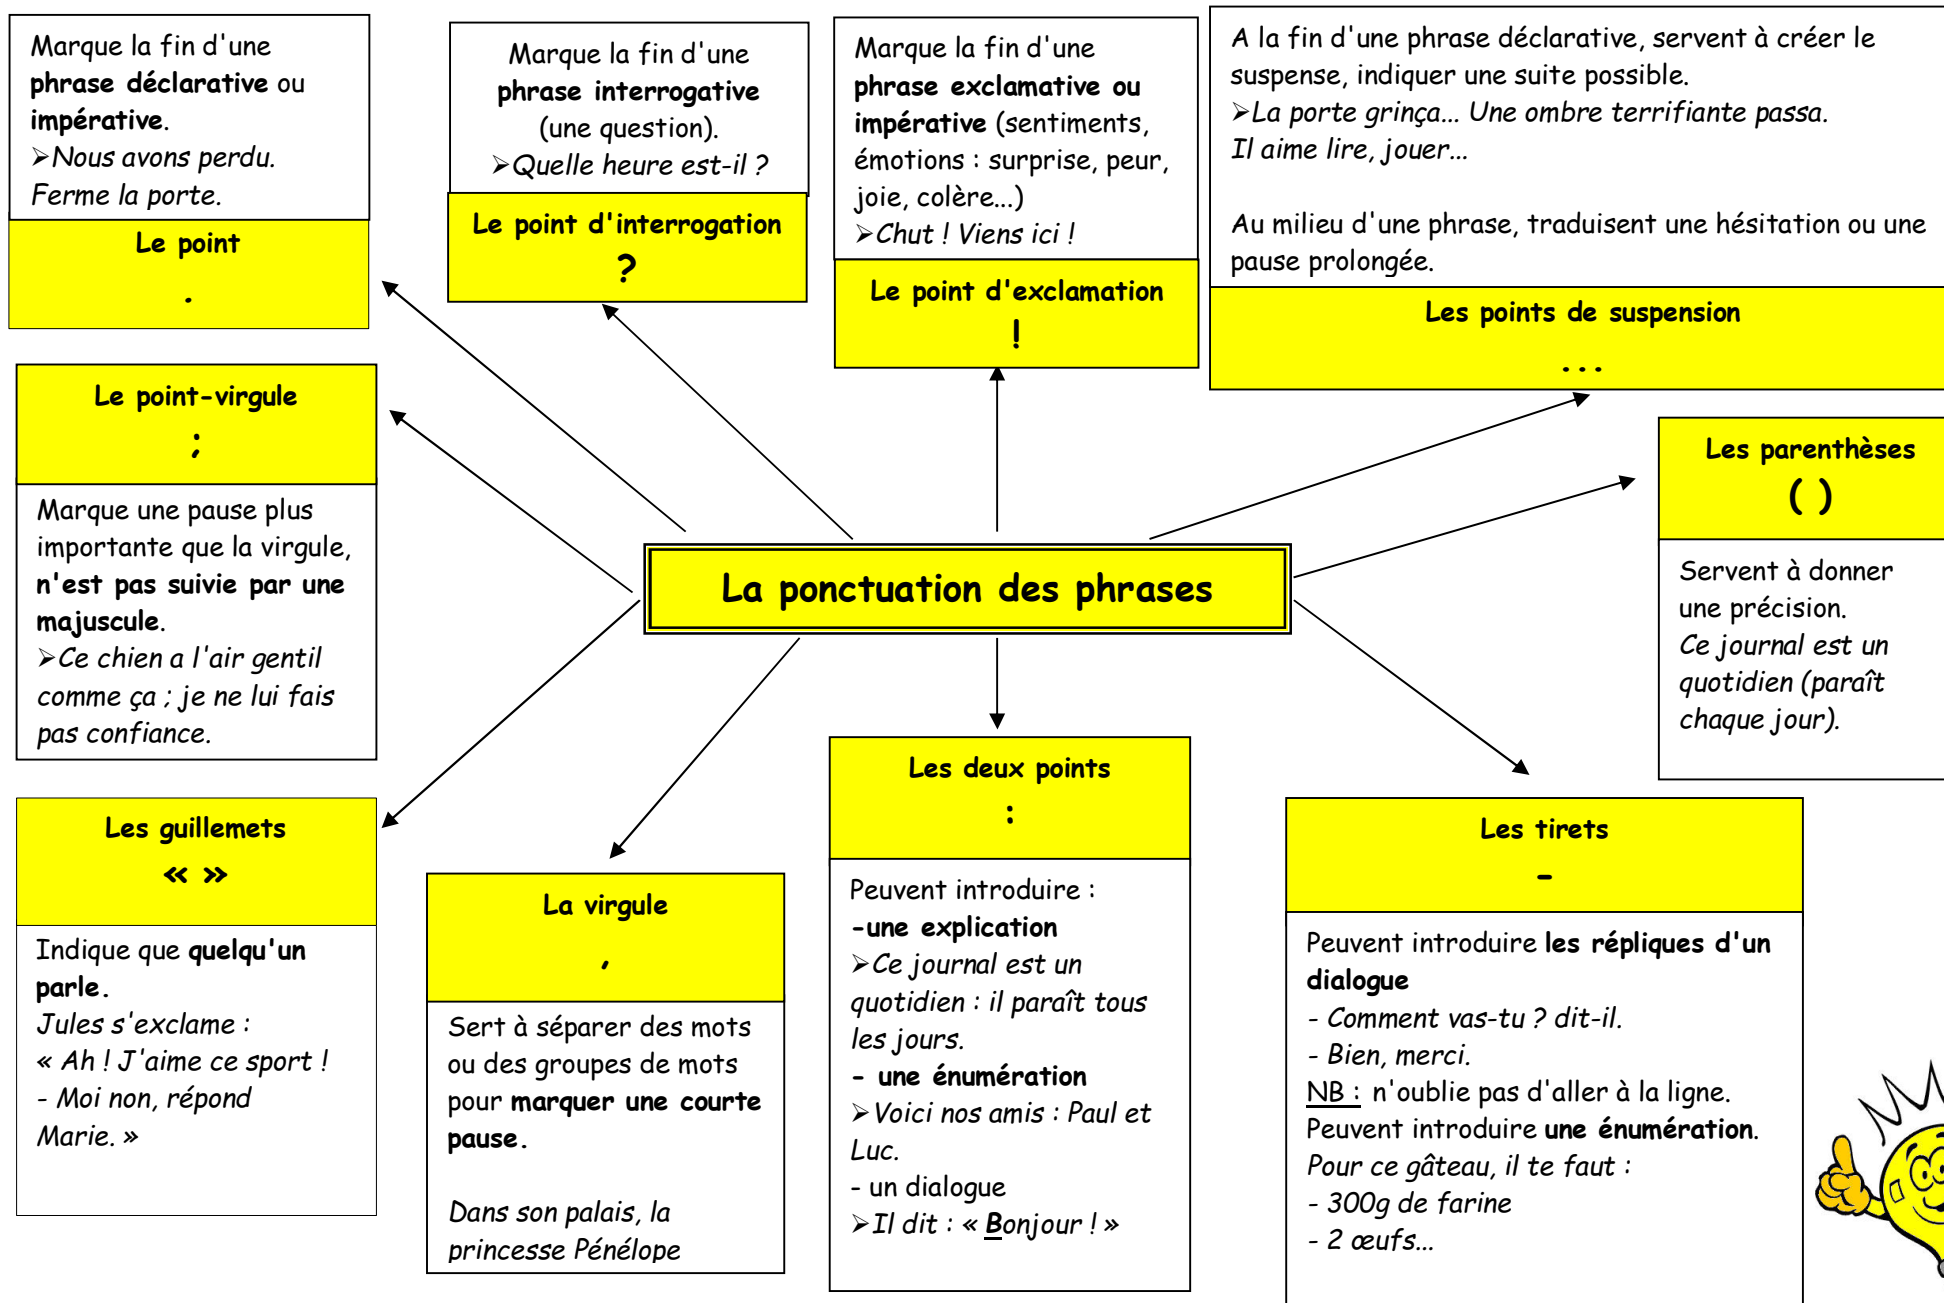 Marque la fin d'une
phrase déclarative ou
impérative.
➢Nous avons perdu.
Ferme la porte.
Le point
.
Marque la fin d'une
phrase interrogative
(une question).
➢Quelle heure est-il ?
Le point d'interrogation
?
Marque la fin d'une
phrase exclamative ou
impérative (sentiments,
émotions : surprise, peur,
joie, colère...)
➢Chut ! Viens ici !
Le point d'exclamation
!
A la fin d'une phrase déclarative, servent à créer le
suspense, indiquer une suite possible.
➢La porte grinça... Une ombre terrifiante passa.
Il aime lire, jouer...
Au milieu d'une phrase, traduisent une hésitation ou une
pause prolongée.
Les points de suspension
...
Le point-virgule
;
Marque une pause plus
importante que la virgule,
n'est pas suivie par une
majuscule.
➢Ce chien a l'air gentil
comme ça ; je ne lui fais
pas confiance.
La ponctuation des phrases
Les parenthèses
( )
Servent à donner
une précision.
Ce journal est un
quotidien (paraît
chaque jour).
Les guillemets
« »
Indique que quelqu'un
parle.
Jules s'exclame :
« Ah ! J'aime ce sport !
- Moi non, répond
Marie. »
La virgule
,
Sert à séparer des mots
ou des groupes de mots
pour marquer une courte
pause.
Dans son palais, la
princesse Pénélope
Les deux points
:
Peuvent introduire :
-une explication
➢Ce journal est un
quotidien : il paraît tous
les jours.
- une énumération
➢Voici nos amis : Paul et
Luc.
- un dialogue
➢Il dit : « Bonjour ! »
Les tirets
-
Peuvent introduire les répliques d'un
dialogue
- Comment vas-tu ? dit-il.
- Bien, merci.
NB : n'oublie pas d'aller à la ligne.
Peuvent introduire une énumération.
Pour ce gâteau, il te faut :
- 300g de farine
- 2 œufs...